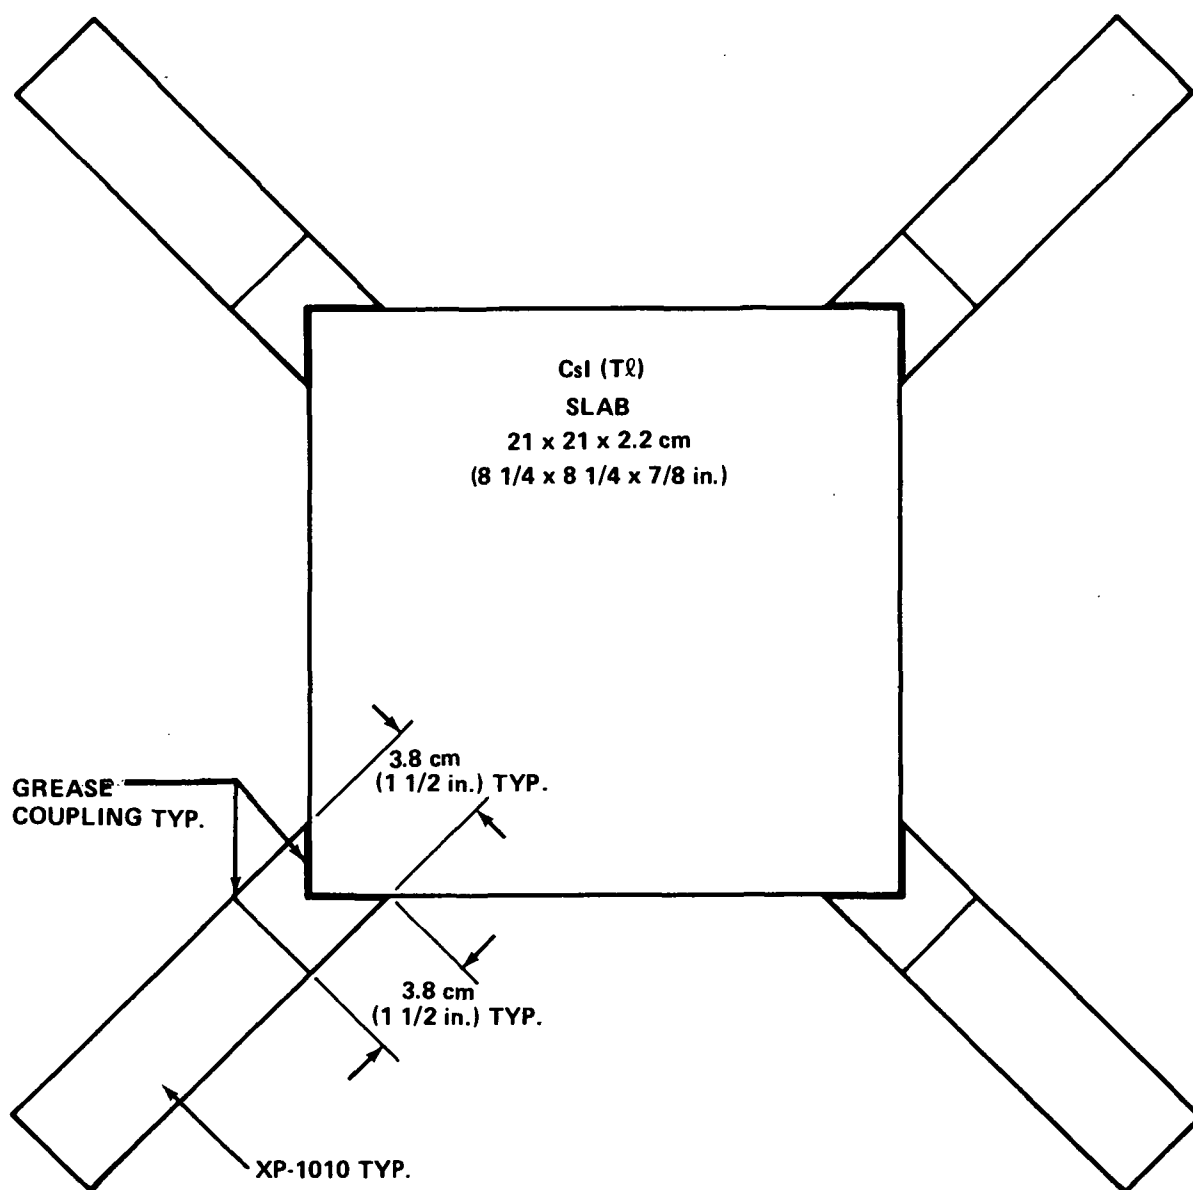 CsI (Tℓ)
SLAB
21 x 21 x 2.2 cm
(8 1/4 x 8 1/4 x 7/8 in.)
3.8 cm
(1 1/2 in.) TYP.
GREASE
COUPLING TYP.
3.8 cm
(1 1/2 in.) TYP.
XP-1010 TYP.